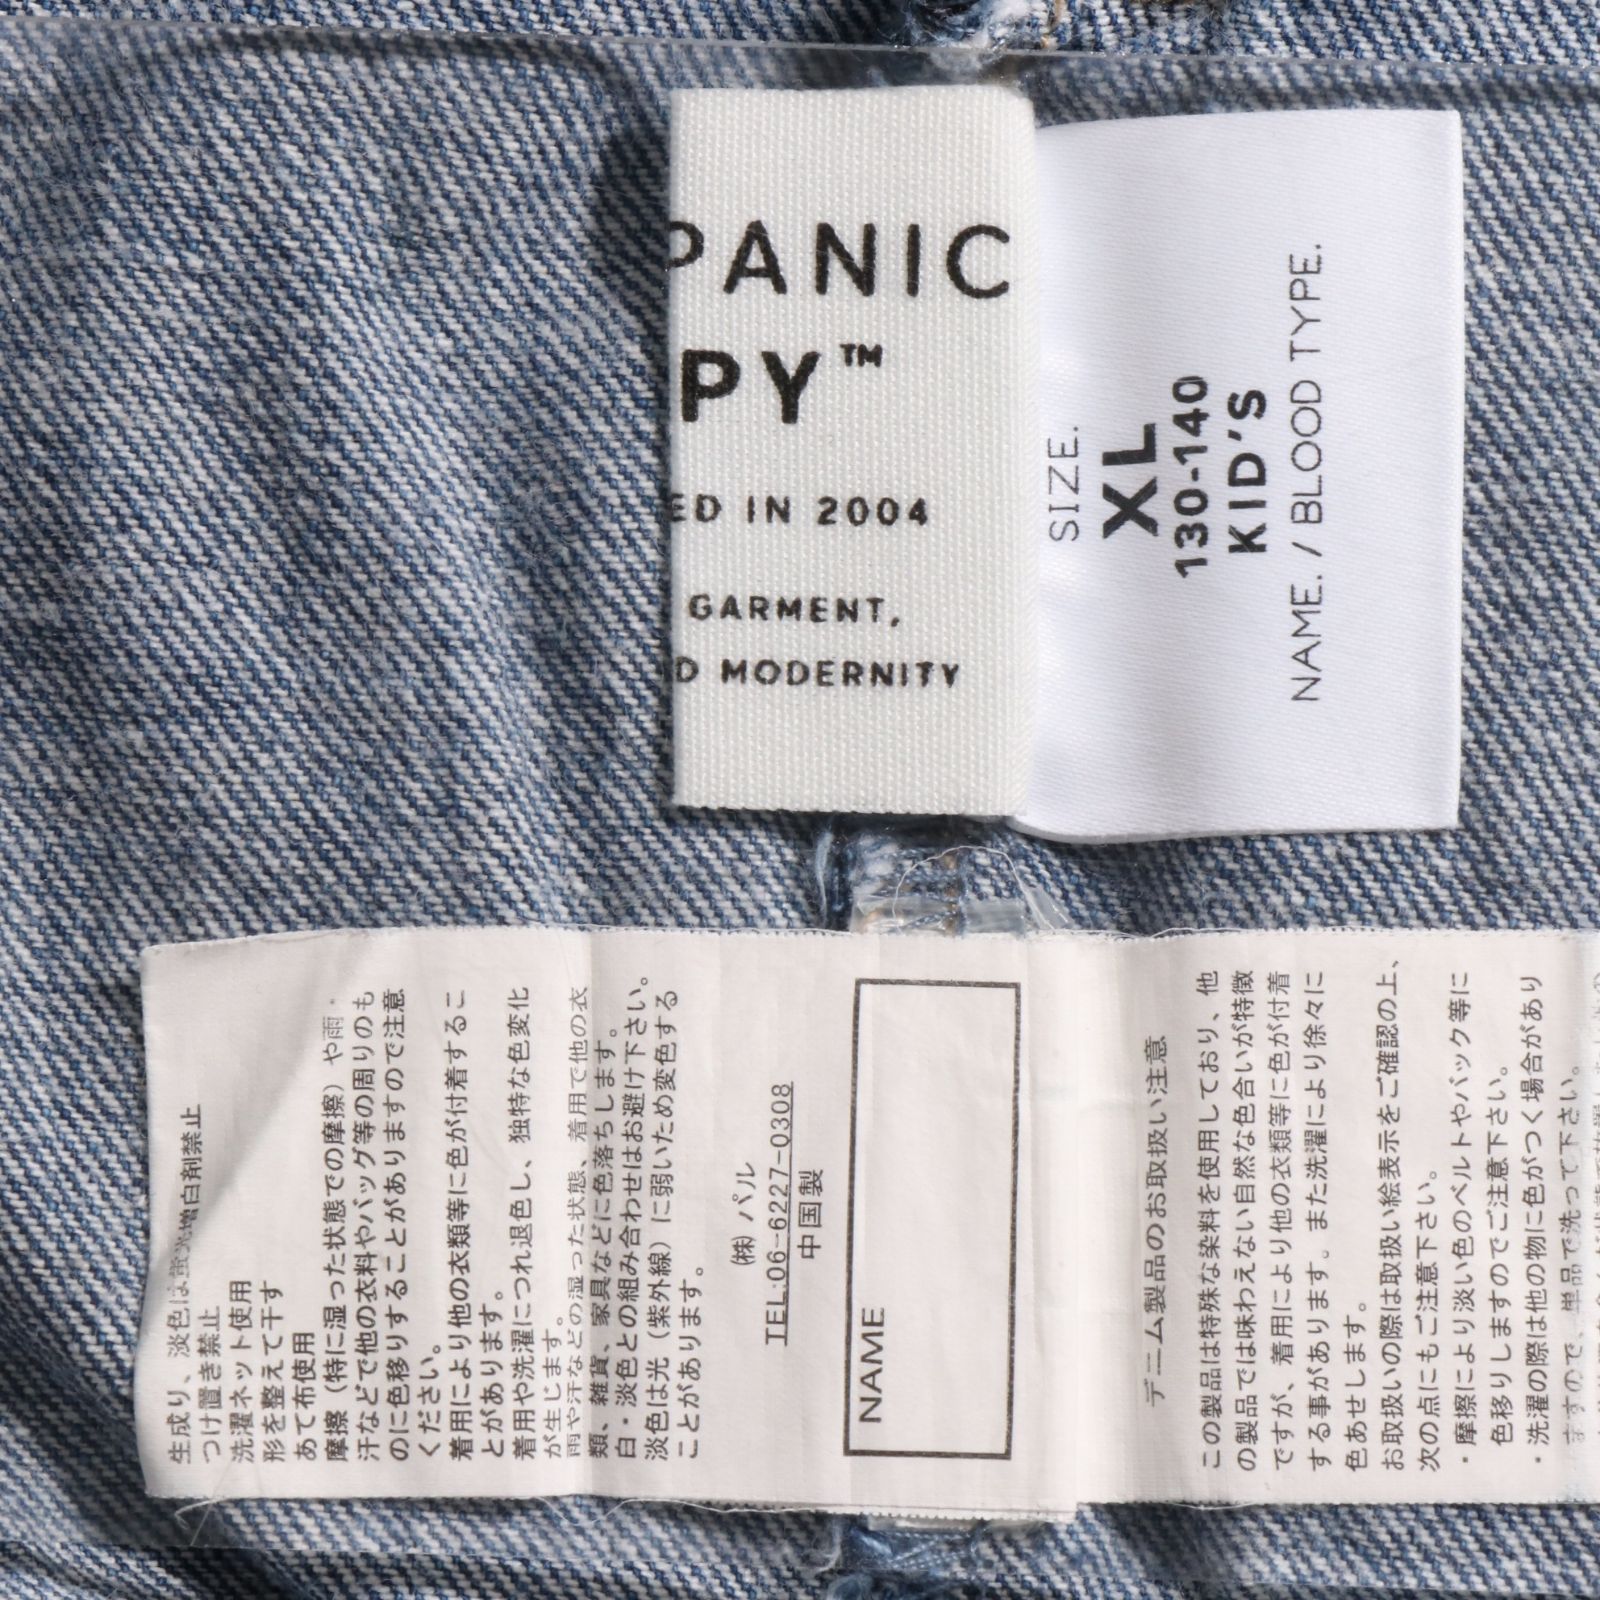 PANIC
PY™
ED IN 2004
GARMENT,
D MODERNITY
SIZE.
XL
130-140
KID'S
NAME. / BLOOD TYPE.
生成り、淡色は蛍光増白剤禁止
つけ置き禁止
洗濯ネット使用
形を整えて干す
あて布使用
摩擦（特に湿った状態での摩擦）や雨・
汗などで他の衣料やバッグ等の周りのも
のに色移りすることがありますので注意
ください。
着用により他の衣類等に色が付着するこ
とがあります。
着用や洗濯につれ退色し、独特な色変化
が生じます。
雨や汗などの湿った状態、着用で他の衣
類、雑貨、家具などに色落ちします。
白・淡色との組み合わせはお避け下さい。
淡色は光（紫外線）に弱いため変色する
ことがあります。
㈱パル
TEL:06-6227-0308
中国製
NAME
デニム製品のお取扱い注意
この製品は特殊な染料を使用しており、他
の製品では味わえない自然な色合いが特徴
ですが、着用により他の衣類等に色が付着
する事があります。また洗濯により徐々に
色あせします。
お取扱いの際は取扱い絵表示をご確認の上、
次の点にもご注意下さい。
・摩擦により淡い色のベルトやバック等に
色移りしますのでご注意下さい。
・洗濯の際は他の物に色がつく場合があり
ますので、単品で洗って下さい。